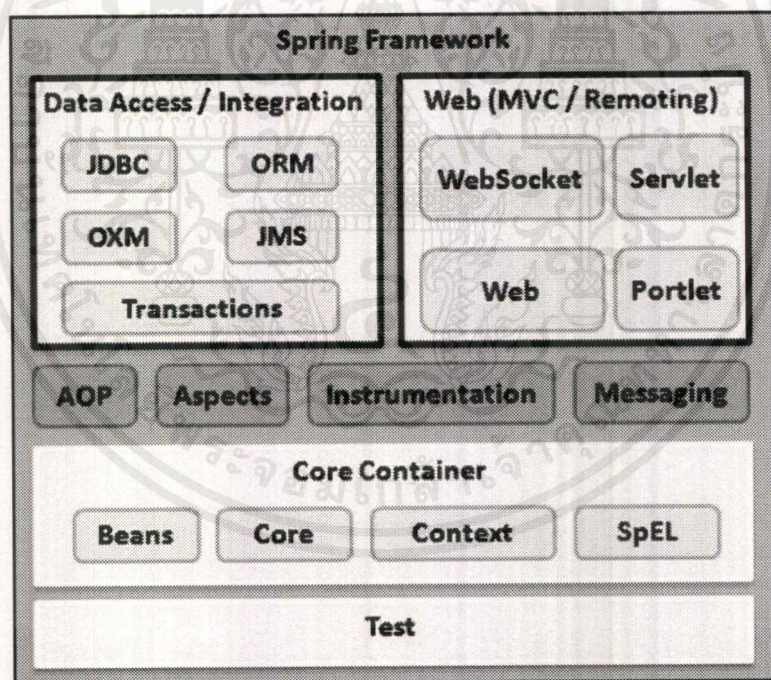 Spring Framework
Data Access / Integration
JDBC
ORM
OXM
JMS
Transactions
Web (MVC / Remoting)
WebSocket
Servlet
Web
Portlet
AOP
Aspects
Instrumentation
Messaging
Core Container
Beans
Core
Context
SpEL
Test